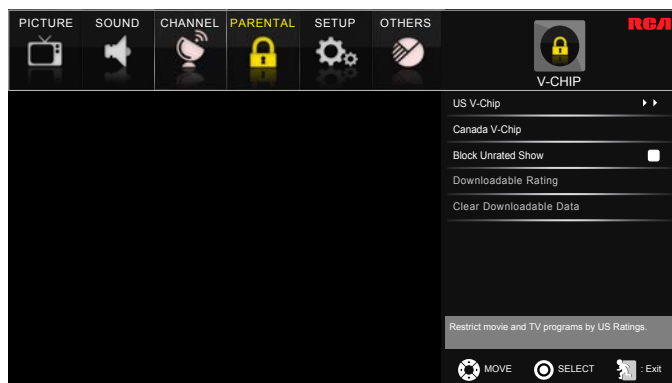 PICTURE SOUND CHANNEL PARENTAL SETUP OTHERS
RCA
V-CHIP
US V-Chip
Canada V-Chip
Block Unrated Show
Downloadable Rating
Clear Downloadable Data
Restrict movie and TV programs by US Ratings.
MOVE SELECT : Exit